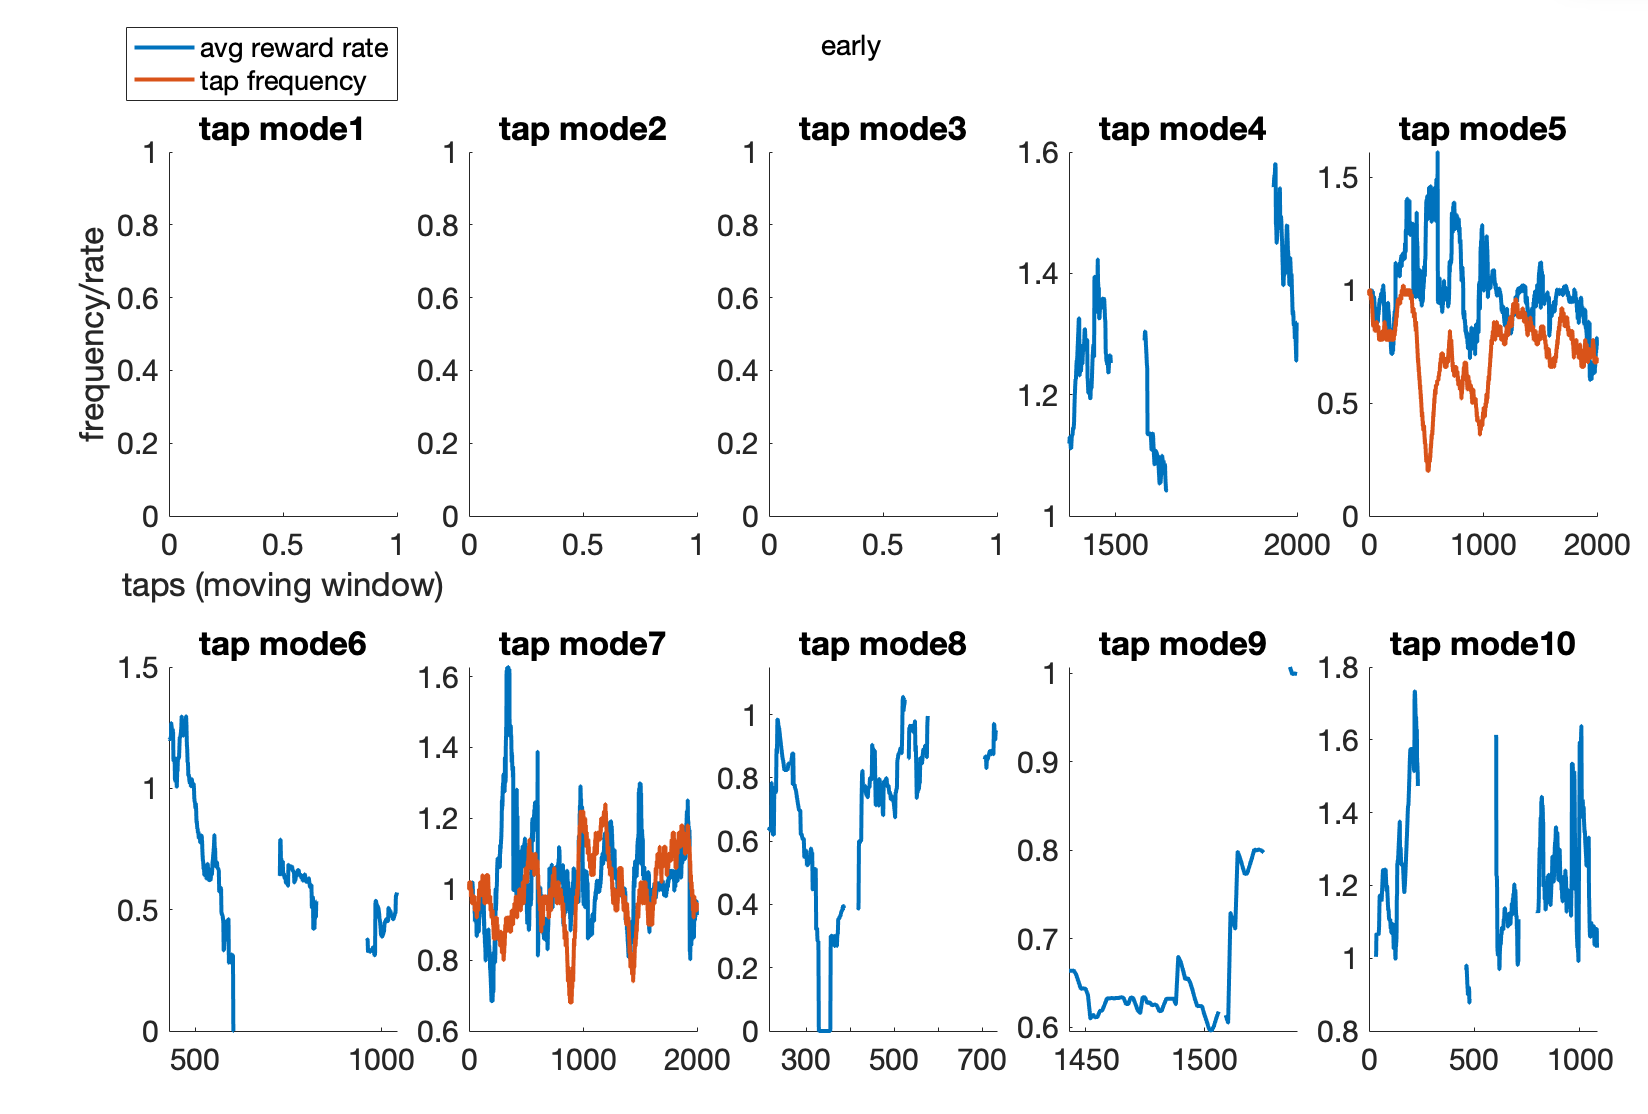 avg reward rate
tap frequency
early
tap mode1
tap mode2
tap mode3
tap mode4
tap mode5
frequency/rate
1
0.8
0.6
0.4
0.2
0
0 0.5 1
1
0.8
0.6
0.4
0.2
0
0 0.5 1
1
0.8
0.6
0.4
0.2
0
0 0.5 1
1.6
1.4
1.2
1
1500 2000
1.5
1
0.5
0
0 1000 2000
taps (moving window)
tap mode6
tap mode7
tap mode8
tap mode9
tap mode10
1.5
1
0.5
0
500 1000
1.6
1.4
1.2
1
0.8
0.6
0 1000 2000
1
0.8
0.6
0.4
0.2
0
300 500 700
1
0.9
0.8
0.7
0.6
1450 1500
1.8
1.6
1.4
1.2
1
0.8
0 500 1000